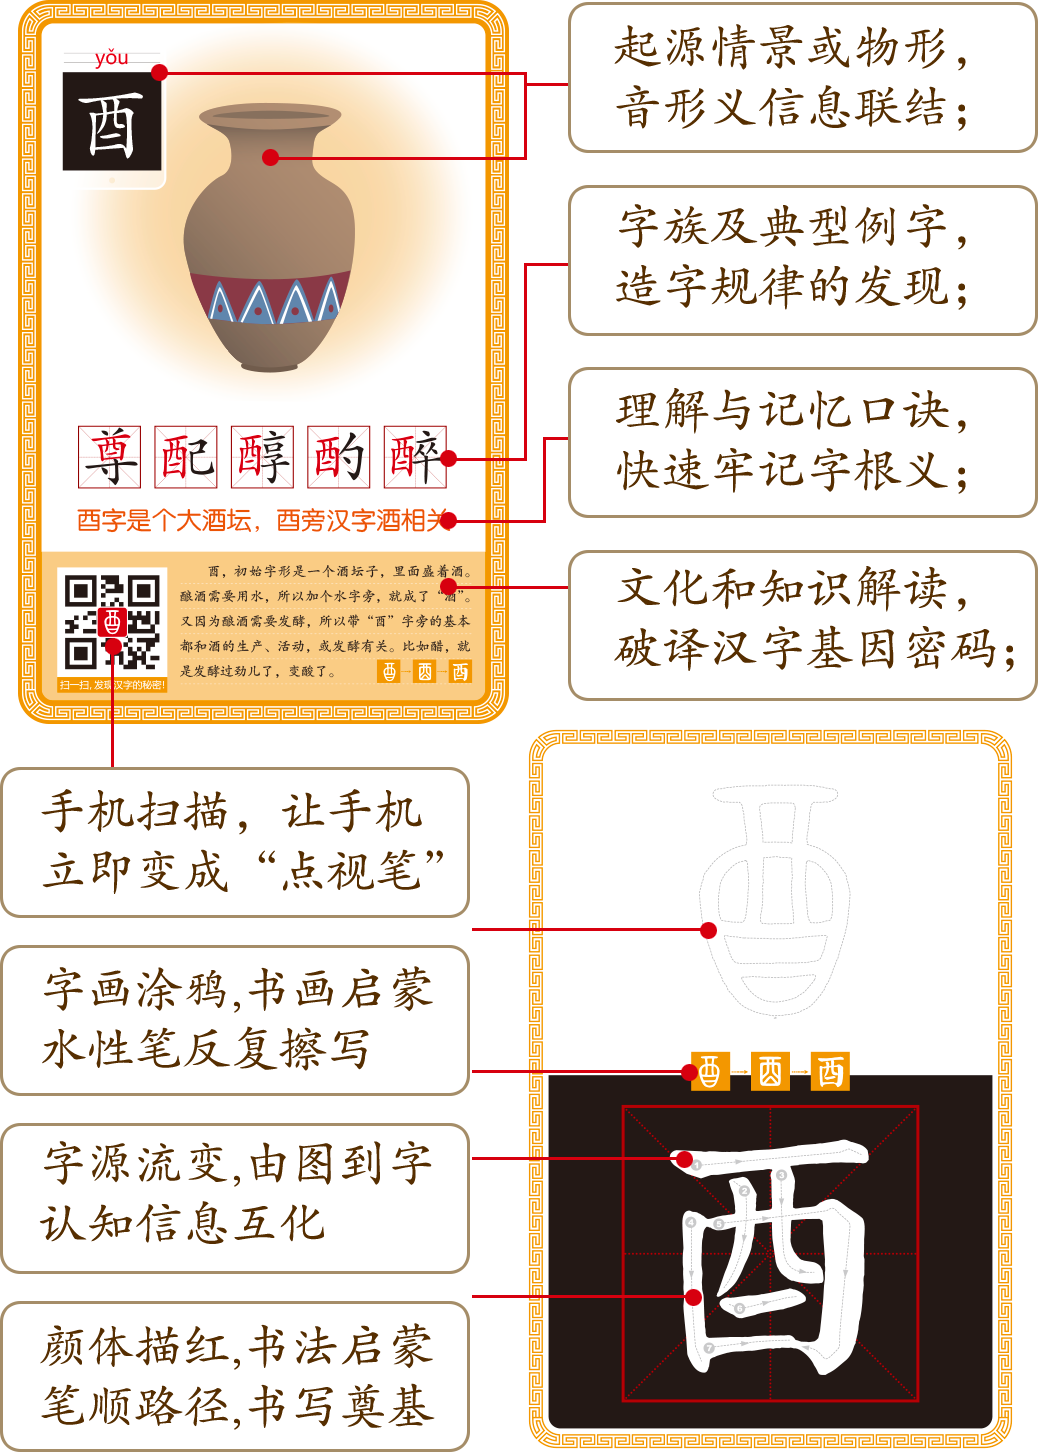 yǒu
酉
起源情景或物形，
音形义信息联结；
字族及典型例字，
造字规律的发现；
理解与记忆口诀，
快速牢记字根义；
文化和知识解读，
破译汉字基因密码；
尊 配 醇 酌 醉
酉字是个大酒坛，酉旁汉字酒相关
酉，初始字形是一个酒坛子，里面盛着酒。
酿酒需要用水，所以加个水字旁，就成了“酒”。
又因为酿酒需要发酵，所以带“酉”字旁的基本
都和酒的生产、活动，或发酵有关。比如醋，就
是发酵过劲儿了，变酸了。
扫一扫，发现汉字的秘密！
手机扫描，让手机
立即变成“点视笔”
字画涂鸦,书画启蒙
水性笔反复擦写
字源流变,由图到字
认知信息互化
颜体描红,书法启蒙
笔顺路径,书写奠基
酉
1
2
3
4
5
6
7